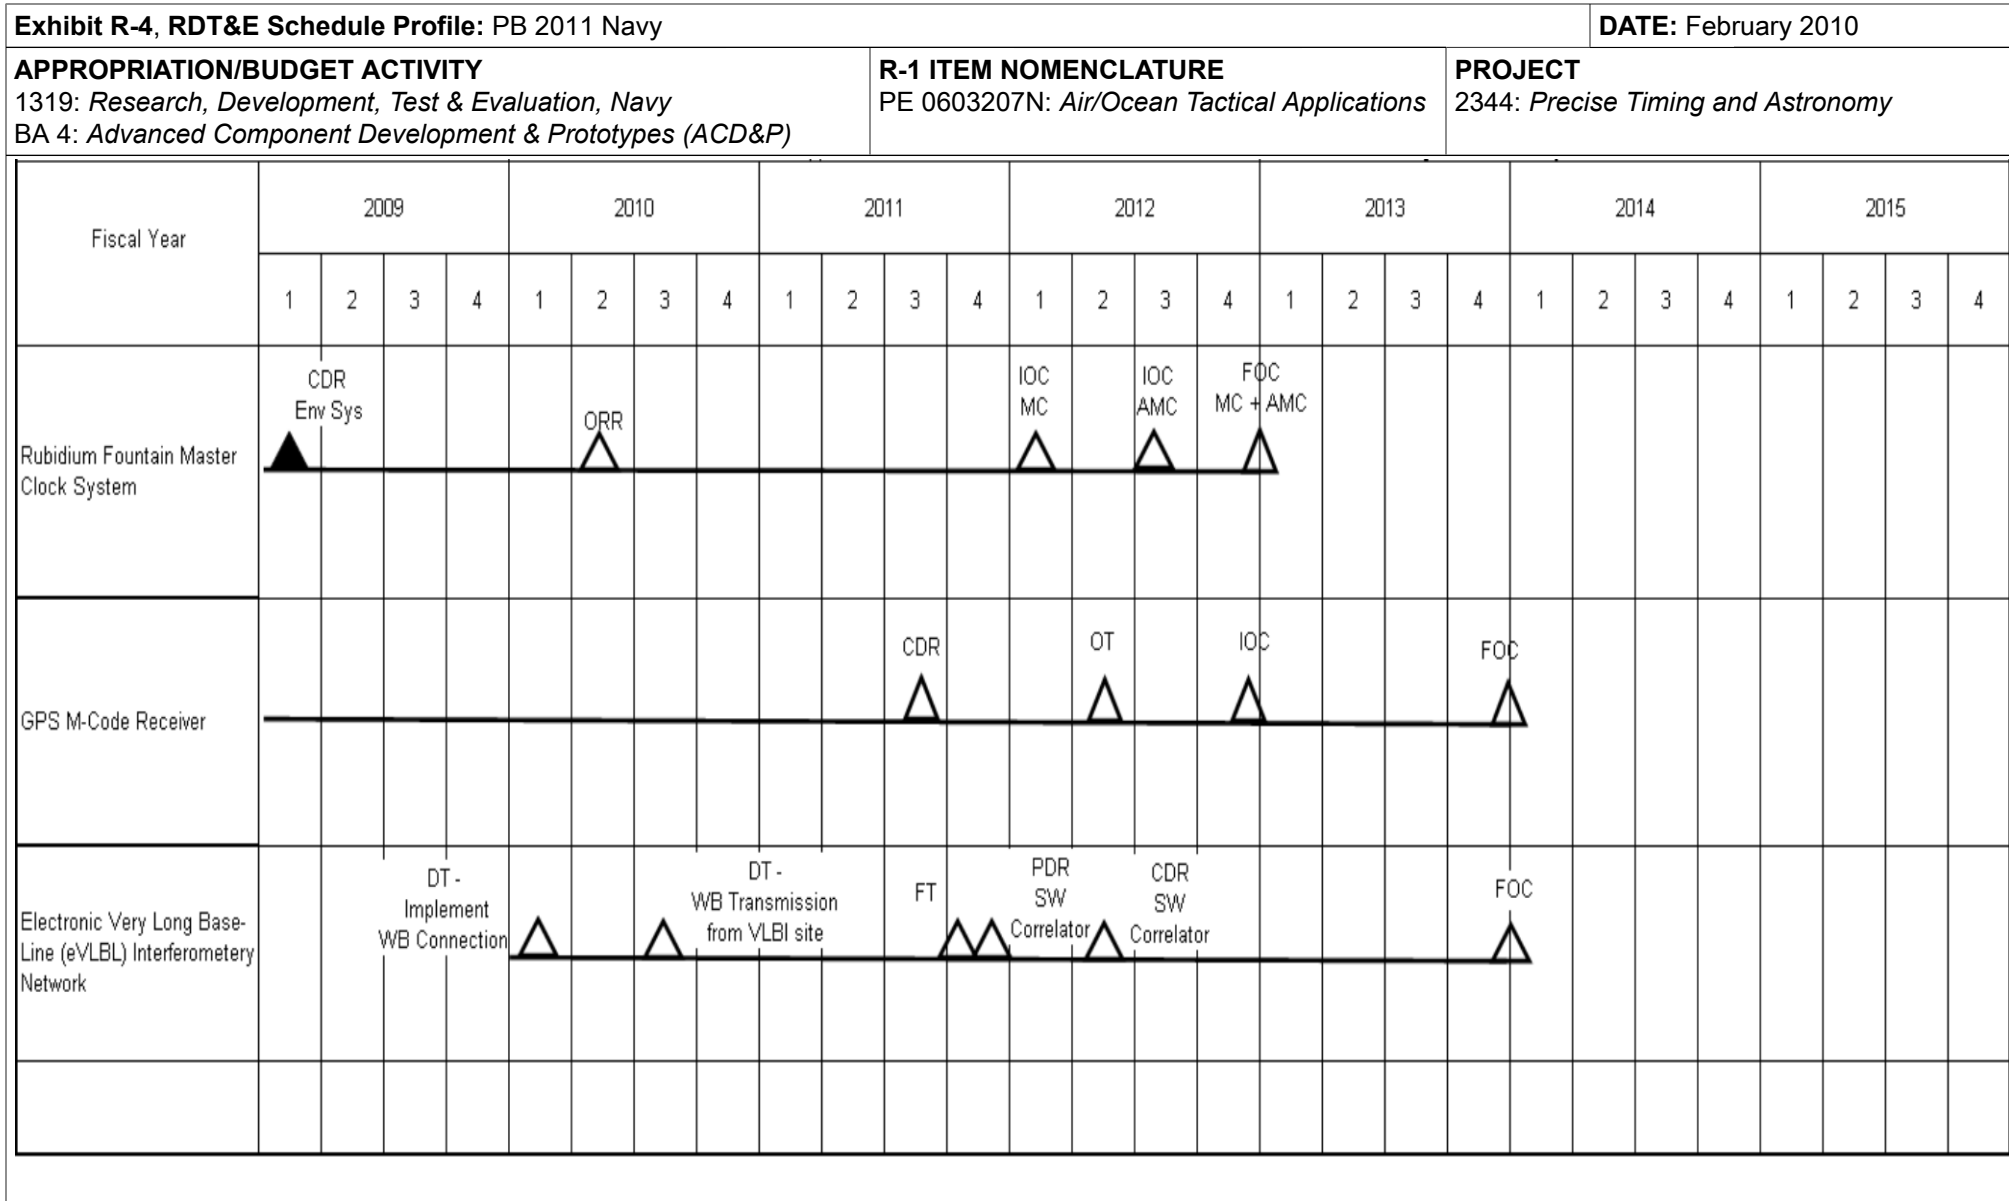 Exhibit R-4, RDT&E Schedule Profile: PB 2011 Navy
DATE: February 2010
APPROPRIATION/BUDGET ACTIVITY
1319: Research, Development, Test & Evaluation, Navy
BA 4: Advanced Component Development & Prototypes (ACD&P)
R-1 ITEM NOMENCLATURE
PE 0603207N: Air/Ocean Tactical Applications
PROJECT
2344: Precise Timing and Astronomy
Fiscal Year
2009 2010 2011 2012 2013 2014 2015
1 2 3 4 1 2 3 4 1 2 3 4 1 2 3 4 1 2 3 4 1 2 3 4 1 2 3 4
Rubidium Fountain Master
Clock System
CDR
Env Sys
ORR
IOC
MC
IOC
AMC
FOC
MC + AMC
GPS M-Code Receiver
CDR
OT
IOC
FOC
Electronic Very Long Base-
Line (eVLBL) Interferometery
Network
DT -
Implement
WB Connection
DT -
WB Transmission
from VLBI site
FT
PDR
SW
Correlator
CDR
SW
Correlator
FOC